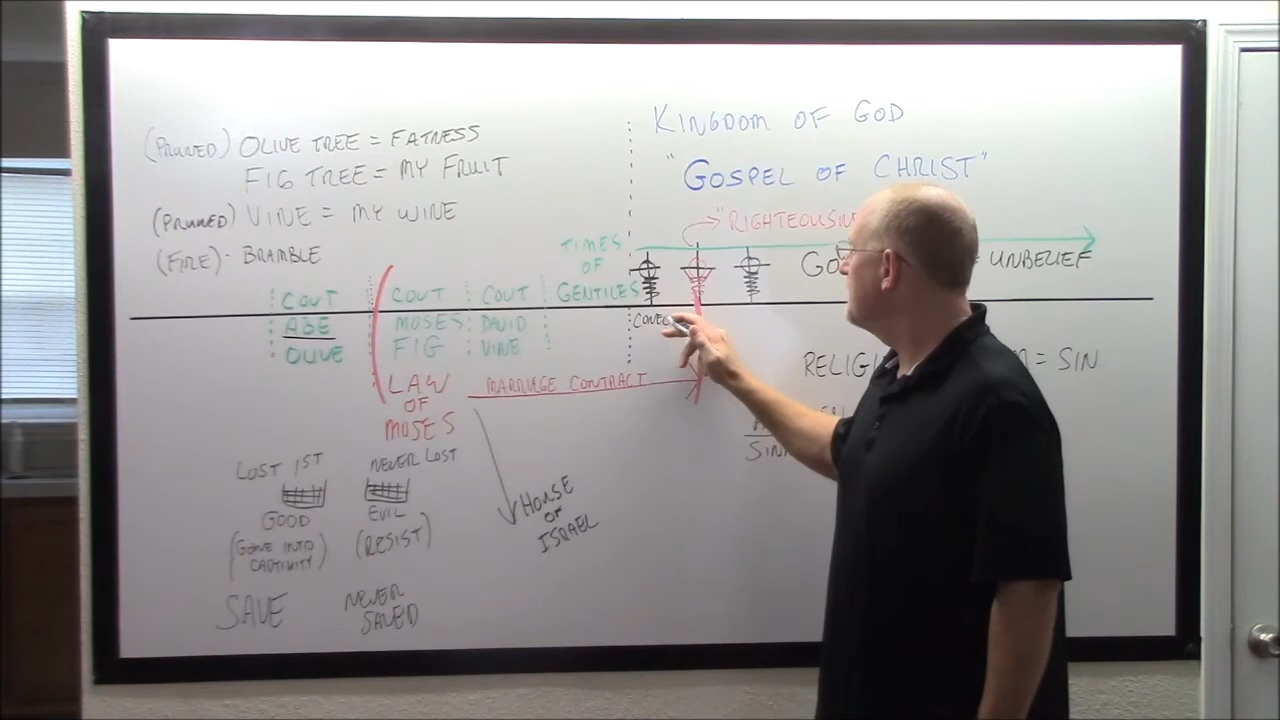 (PRUNED) OLIVE TREE = FATNESS
FIG TREE = MY FRUIT
(PRUNED) VINE = MY WINE
(FIRE) · BRAMBLE
COVT
ABE
OLIVE
COVT
MOSES
FIG
LAW
OF
MOSES
COVT
DAVID
VINE
TIMES
OF
GENTILES
MARRIAGE CONTRACT
HOUSE
OF
ISRAEL
LOST 1ST
GOOD
(GONE INTO
CAPTIVITY)
SAVE
NEVER LOST
EVIL
(RESIST)
NEVER
SAVED
KINGDOM OF GOD
"GOSPEL OF CHRIST"
= UNBELIEF
= SIN